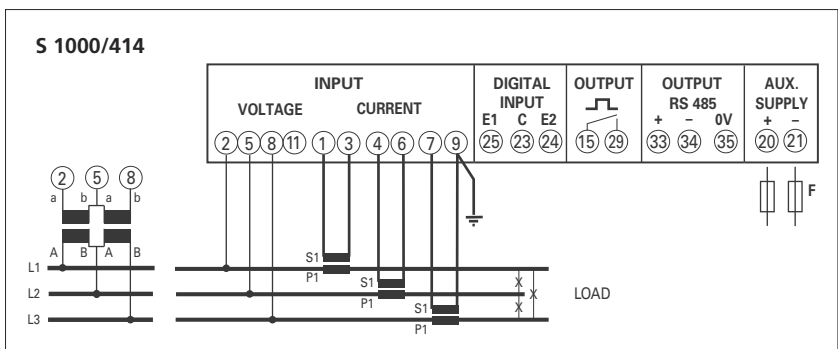 S 1000/414
INPUT
VOLTAGE CURRENT
DIGITAL
INPUT
E1 C E2
OUTPUT
OUTPUT
RS 485
+ – 0V
AUX.
SUPPLY
+ –
2 5 8 11 1 3 4 6 7 9 25 23 24 15 29 33 34 35 20 21
2 5 8
a b a b
F
A B A B
L1
S1
P1
L2
S1
P1
X
X
X
LOAD
L3
S1
P1